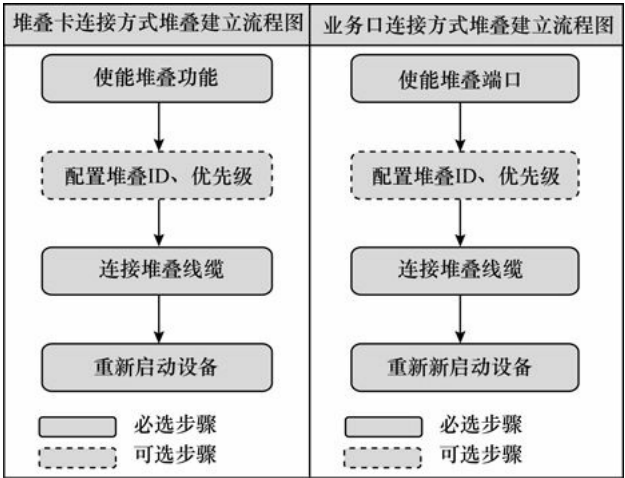 堆叠卡连接方式堆叠建立流程图
使能堆叠功能
配置堆叠ID、优先级
连接堆叠线缆
重新启动设备
必选步骤
可选步骤
业务口连接方式堆叠建立流程图
使能堆叠端口
配置堆叠ID、优先级
连接堆叠线缆
重新新启动设备
必选步骤
可选步骤